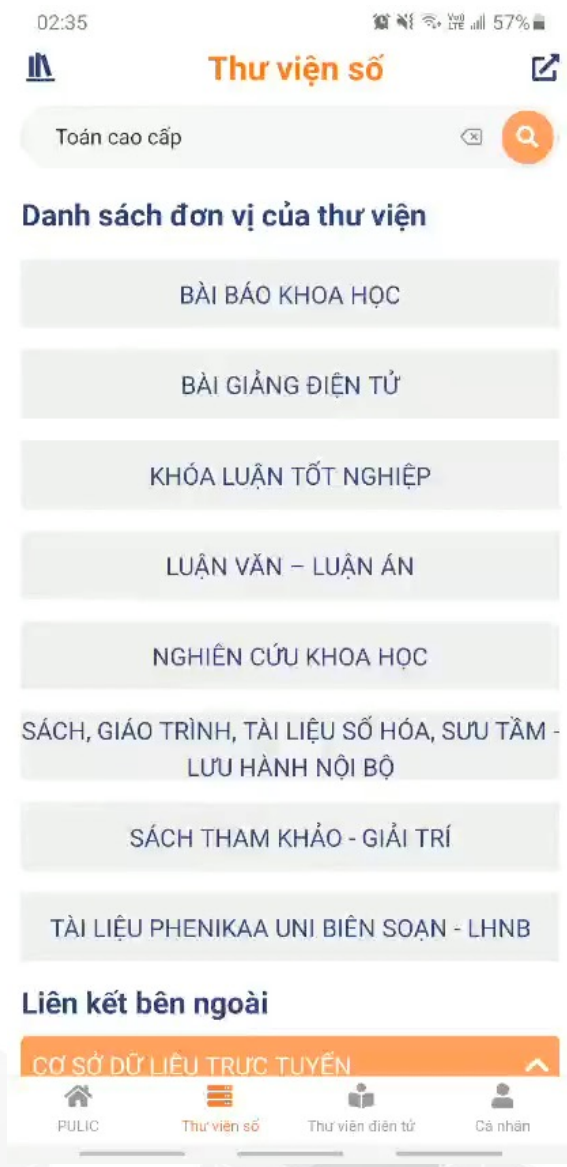 02:35
57%
Thư viện số
Toán cao cấp
Danh sách đơn vị của thư viện
BÀI BÁO KHOA HỌC
BÀI GIẢNG ĐIỆN TỬ
KHÓA LUẬN TỐT NGHIỆP
LUẬN VĂN – LUẬN ÁN
NGHIÊN CỨU KHOA HỌC
SÁCH, GIÁO TRÌNH, TÀI LIỆU SỐ HÓA, SƯU TẦM -
LƯU HÀNH NỘI BỘ
SÁCH THAM KHẢO - GIẢI TRÍ
TÀI LIỆU PHENIKAA UNI BIÊN SOẠN - LHNB
Liên kết bên ngoài
CƠ SỞ DỮ LIỆU TRỰC TUYẾN
PULIC
Thư viện số
Thư viện điện tử
Cá nhân